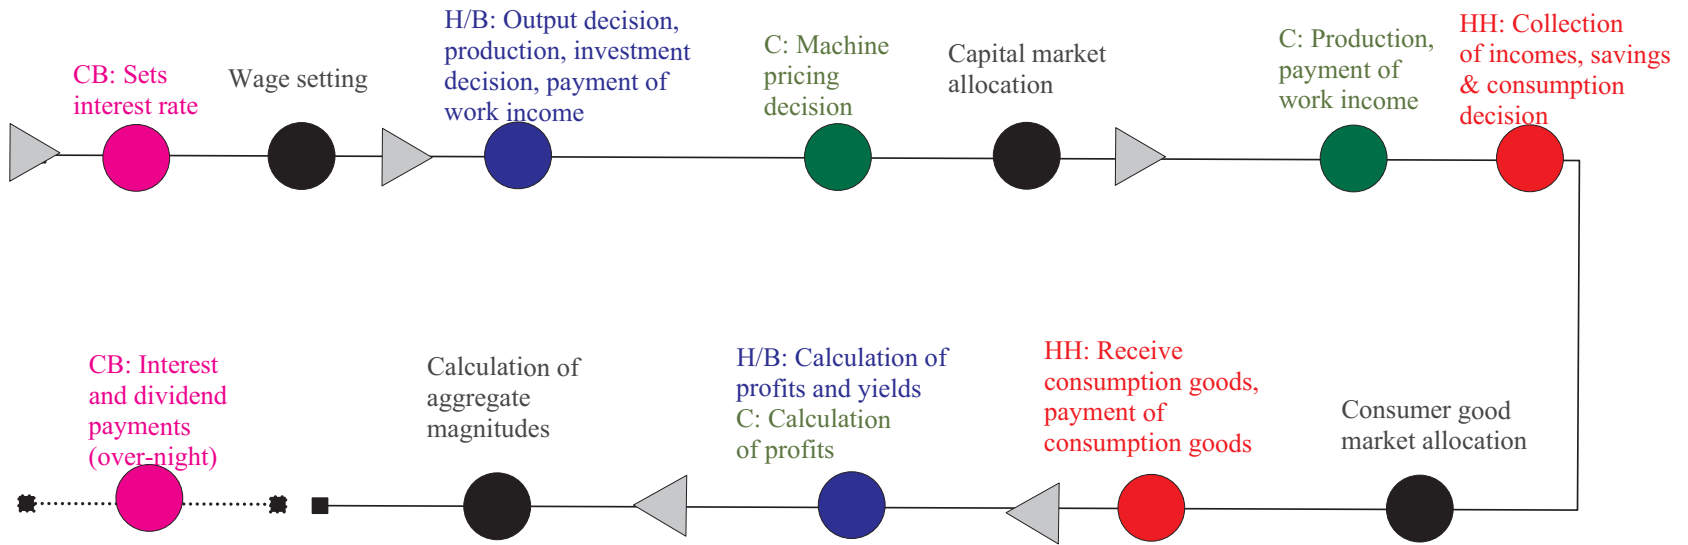 CB: Sets
interest rate
Wage setting
H/B: Output decision,
production, investment
decision, payment of
work income
C: Machine
pricing
decision
Capital market
allocation
C: Production,
payment of
work income
HH: Collection
of incomes, savings
& consumption
decision
CB: Interest
and dividend
payments
(over-night)
Calculation of
aggregate
magnitudes
H/B: Calculation of
profits and yields
C: Calculation
of profits
HH: Receive
consumption goods,
payment of
consumption goods
Consumer good
market allocation